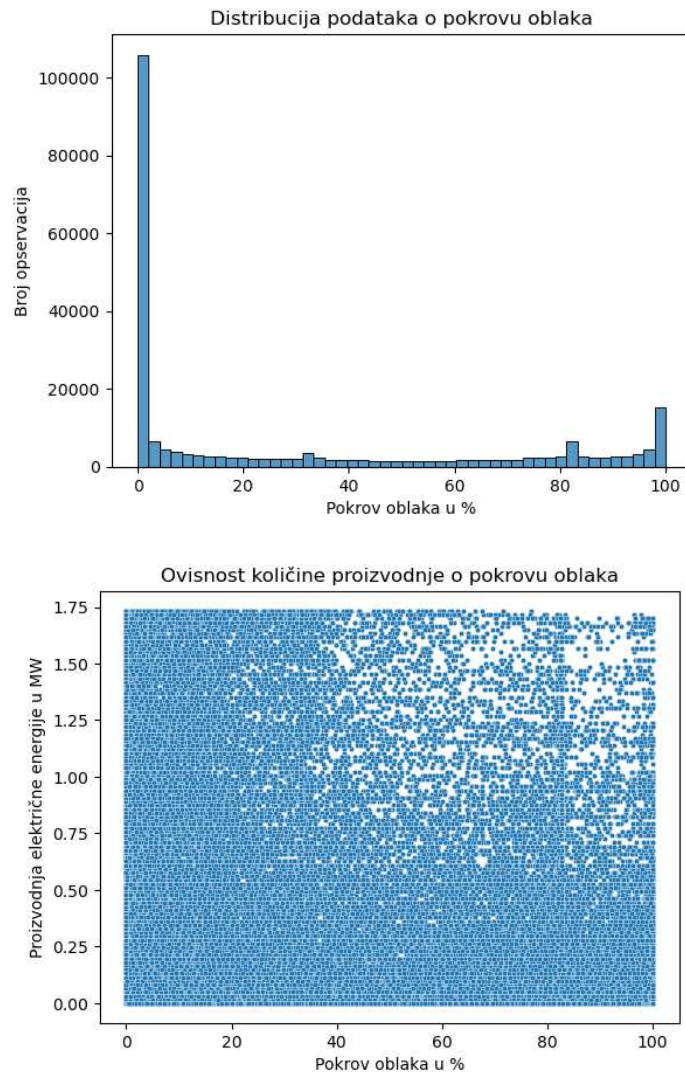 Distribucija podataka o pokrovu oblaka
Broj opservacija
100000
80000
60000
40000
20000
0
0 20 40 60 80 100
Pokrov oblaka u %
Ovisnost količine proizvodnje o pokrovu oblaka
Proizvodnja električne energije u MW
1.75
1.50
1.25
1.00
0.75
0.50
0.25
0.00
0 20 40 60 80 100
Pokrov oblaka u %